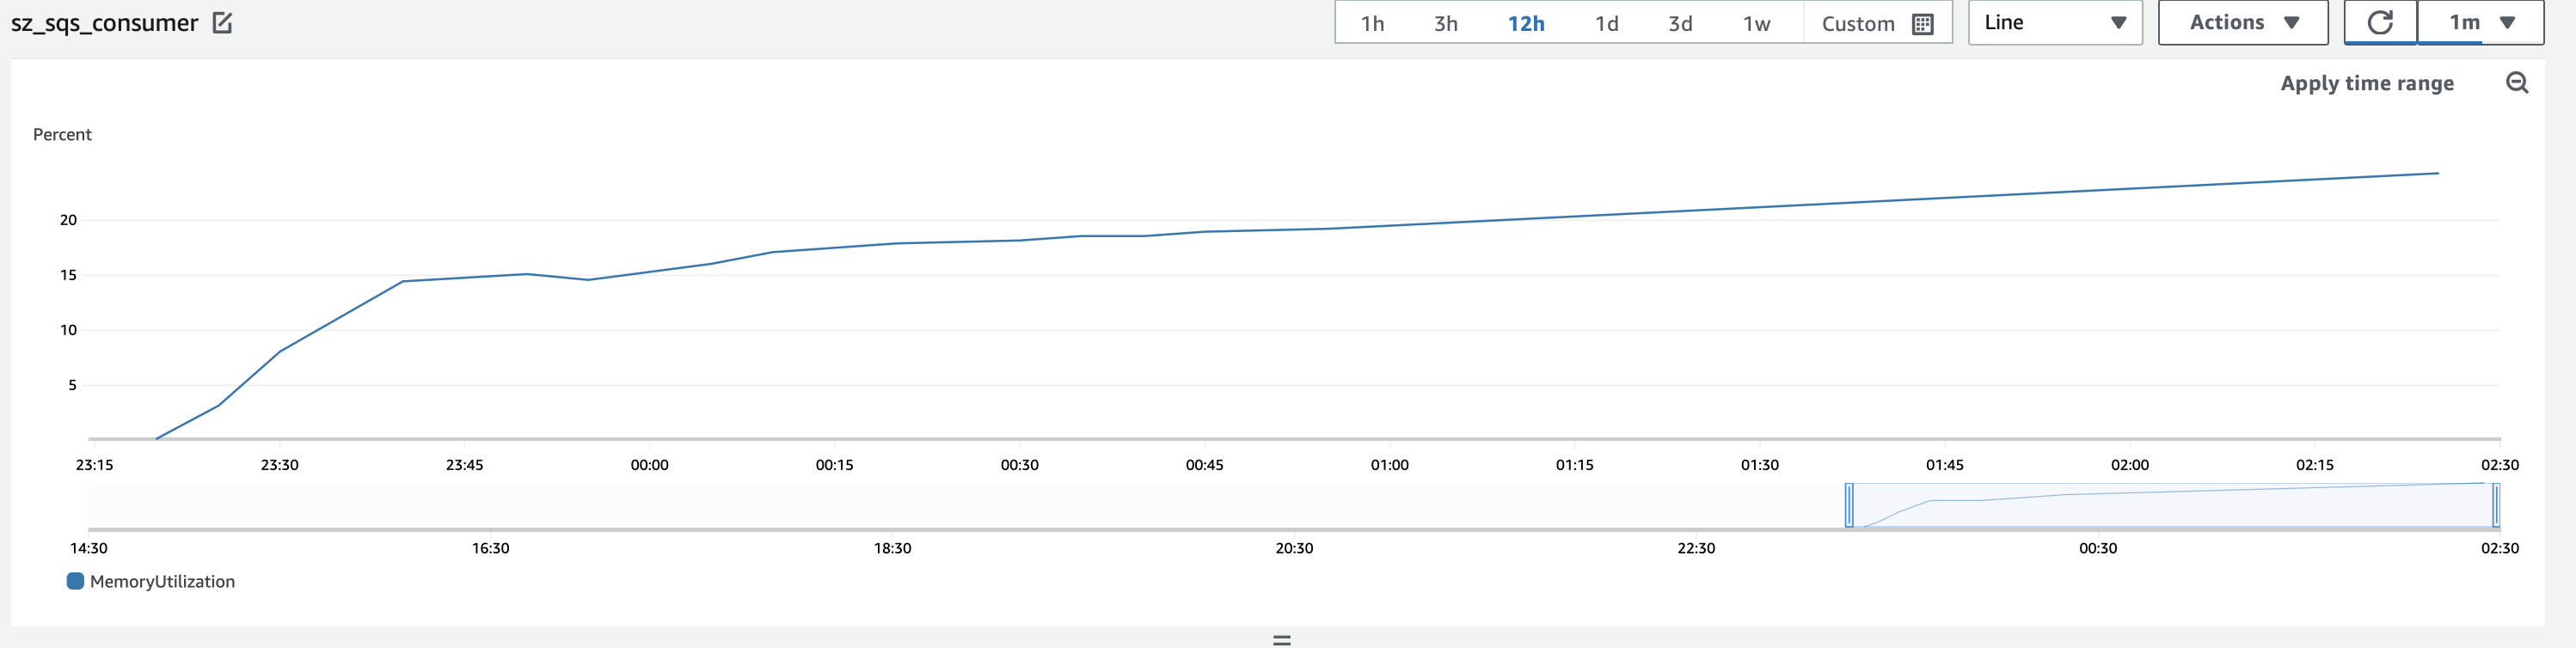 sz_sqs_consumer 1h 3h 12h 1d 3d 1w Custom Line Actions 1m
Apply time range
Percent
20
15
10
5
23:15 23:30 23:45 00:00 00:15 00:30 00:45 01:00 01:15 01:30 01:45 02:00 02:15 02:30
14:30 16:30 18:30 20:30 22:30 00:30 02:30
MemoryUtilization